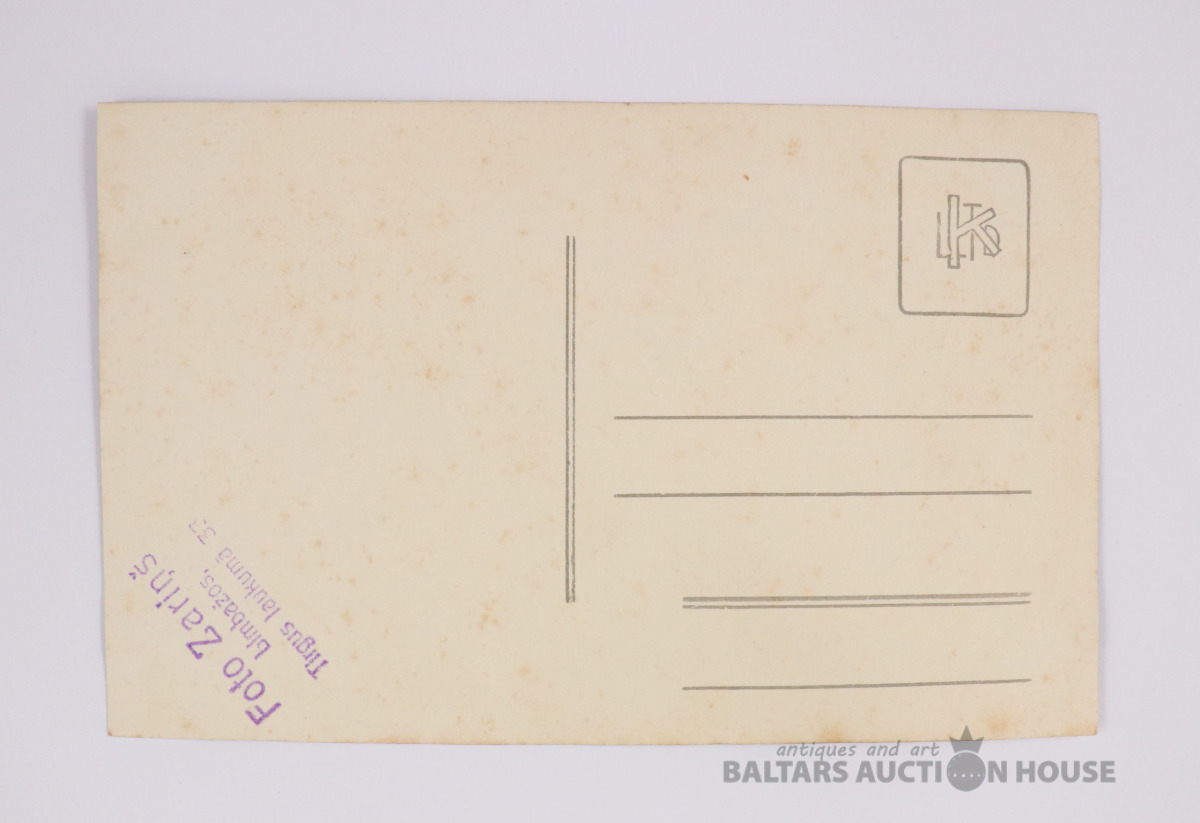 Foto Zariņš
Limbažos,
Tirgus laukumā 33
antiques and art
BALTARS AUCTION HOUSE